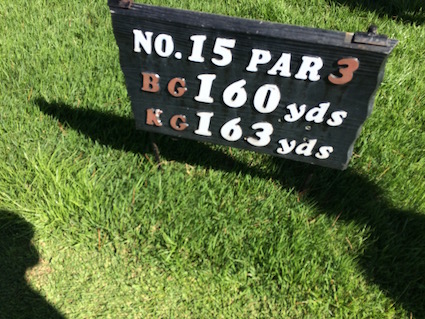 NO. 15 PAR 3
BG 160 yds
KG 163 yds